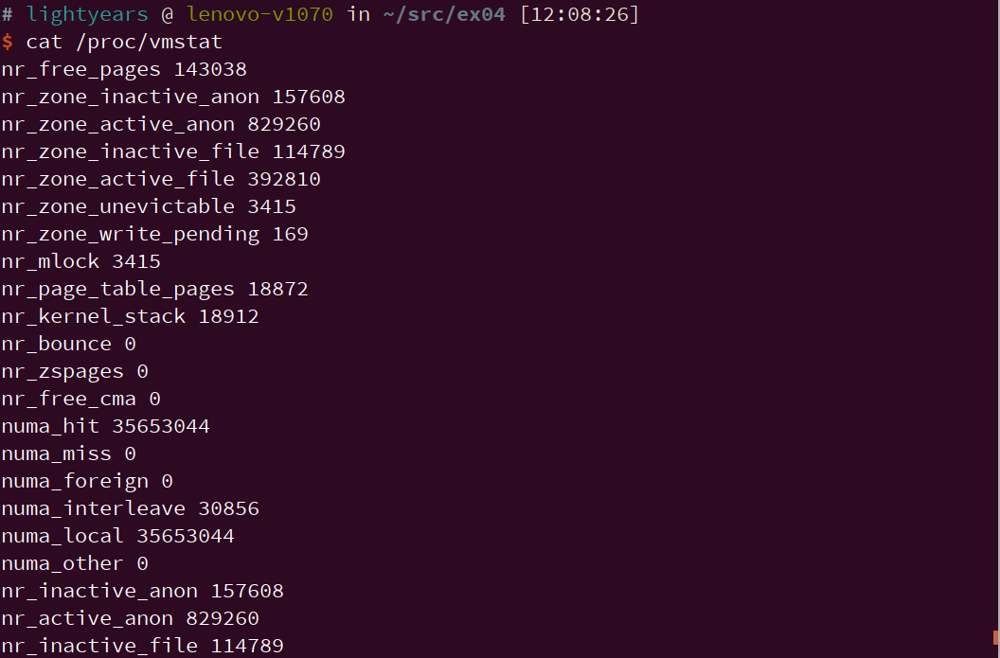 # lightyears @ lenovo-v1070 in ~/src/ex04 [12:08:26]
$ cat /proc/vmstat
nr_free_pages 143038
nr_zone_inactive_anon 157608
nr_zone_active_anon 829260
nr_zone_inactive_file 114789
nr_zone_active_file 392810
nr_zone_unevictable 3415
nr_zone_write_pending 169
nr_mlock 3415
nr_page_table_pages 18872
nr_kernel_stack 18912
nr_bounce 0
nr_zspages 0
nr_free_cma 0
numa_hit 35653044
numa_miss 0
numa_foreign 0
numa_interleave 30856
numa_local 35653044
numa_other 0
nr_inactive_anon 157608
nr_active_anon 829260
nr_inactive_file 114789